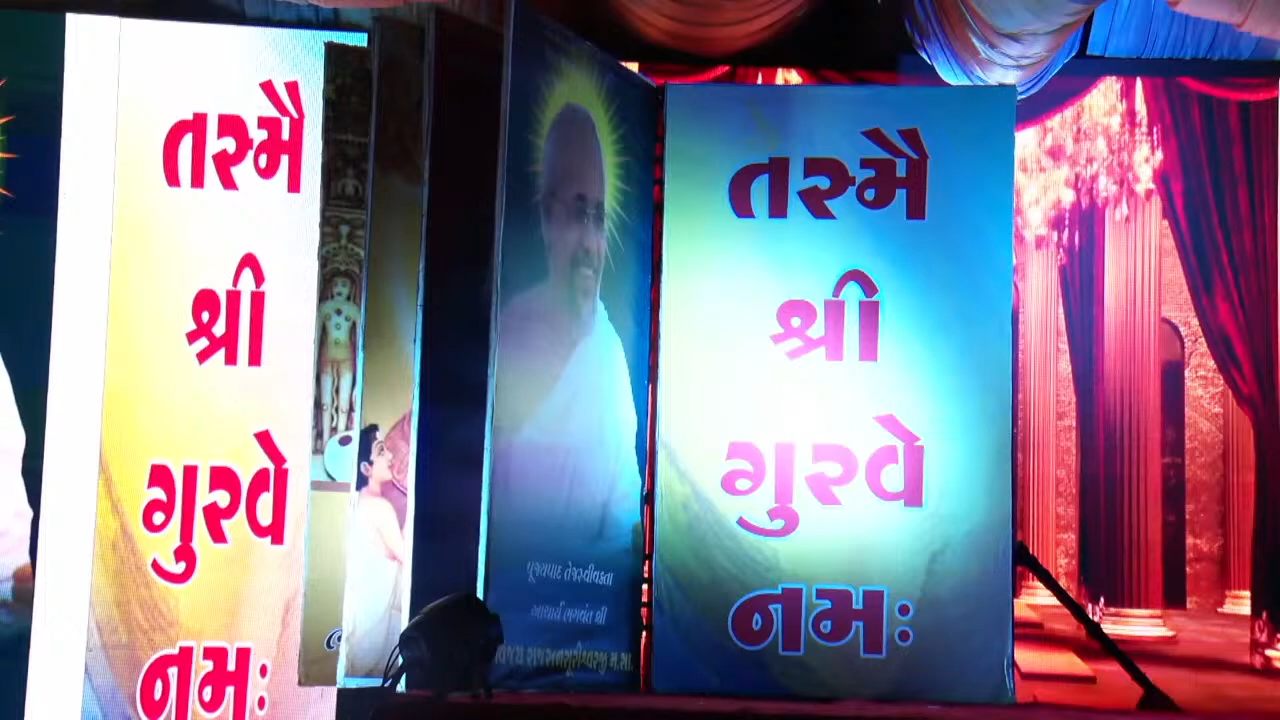 તસ્મૈ
શ્રી
ગુરવે
નમઃ
પૂજ્યપાદ તેજસ્વીવક્તા
આચાર્ય ભગવંત શ્રી
મ.સા.
તસ્મૈ
શ્રી
ગુરવે
નમઃ